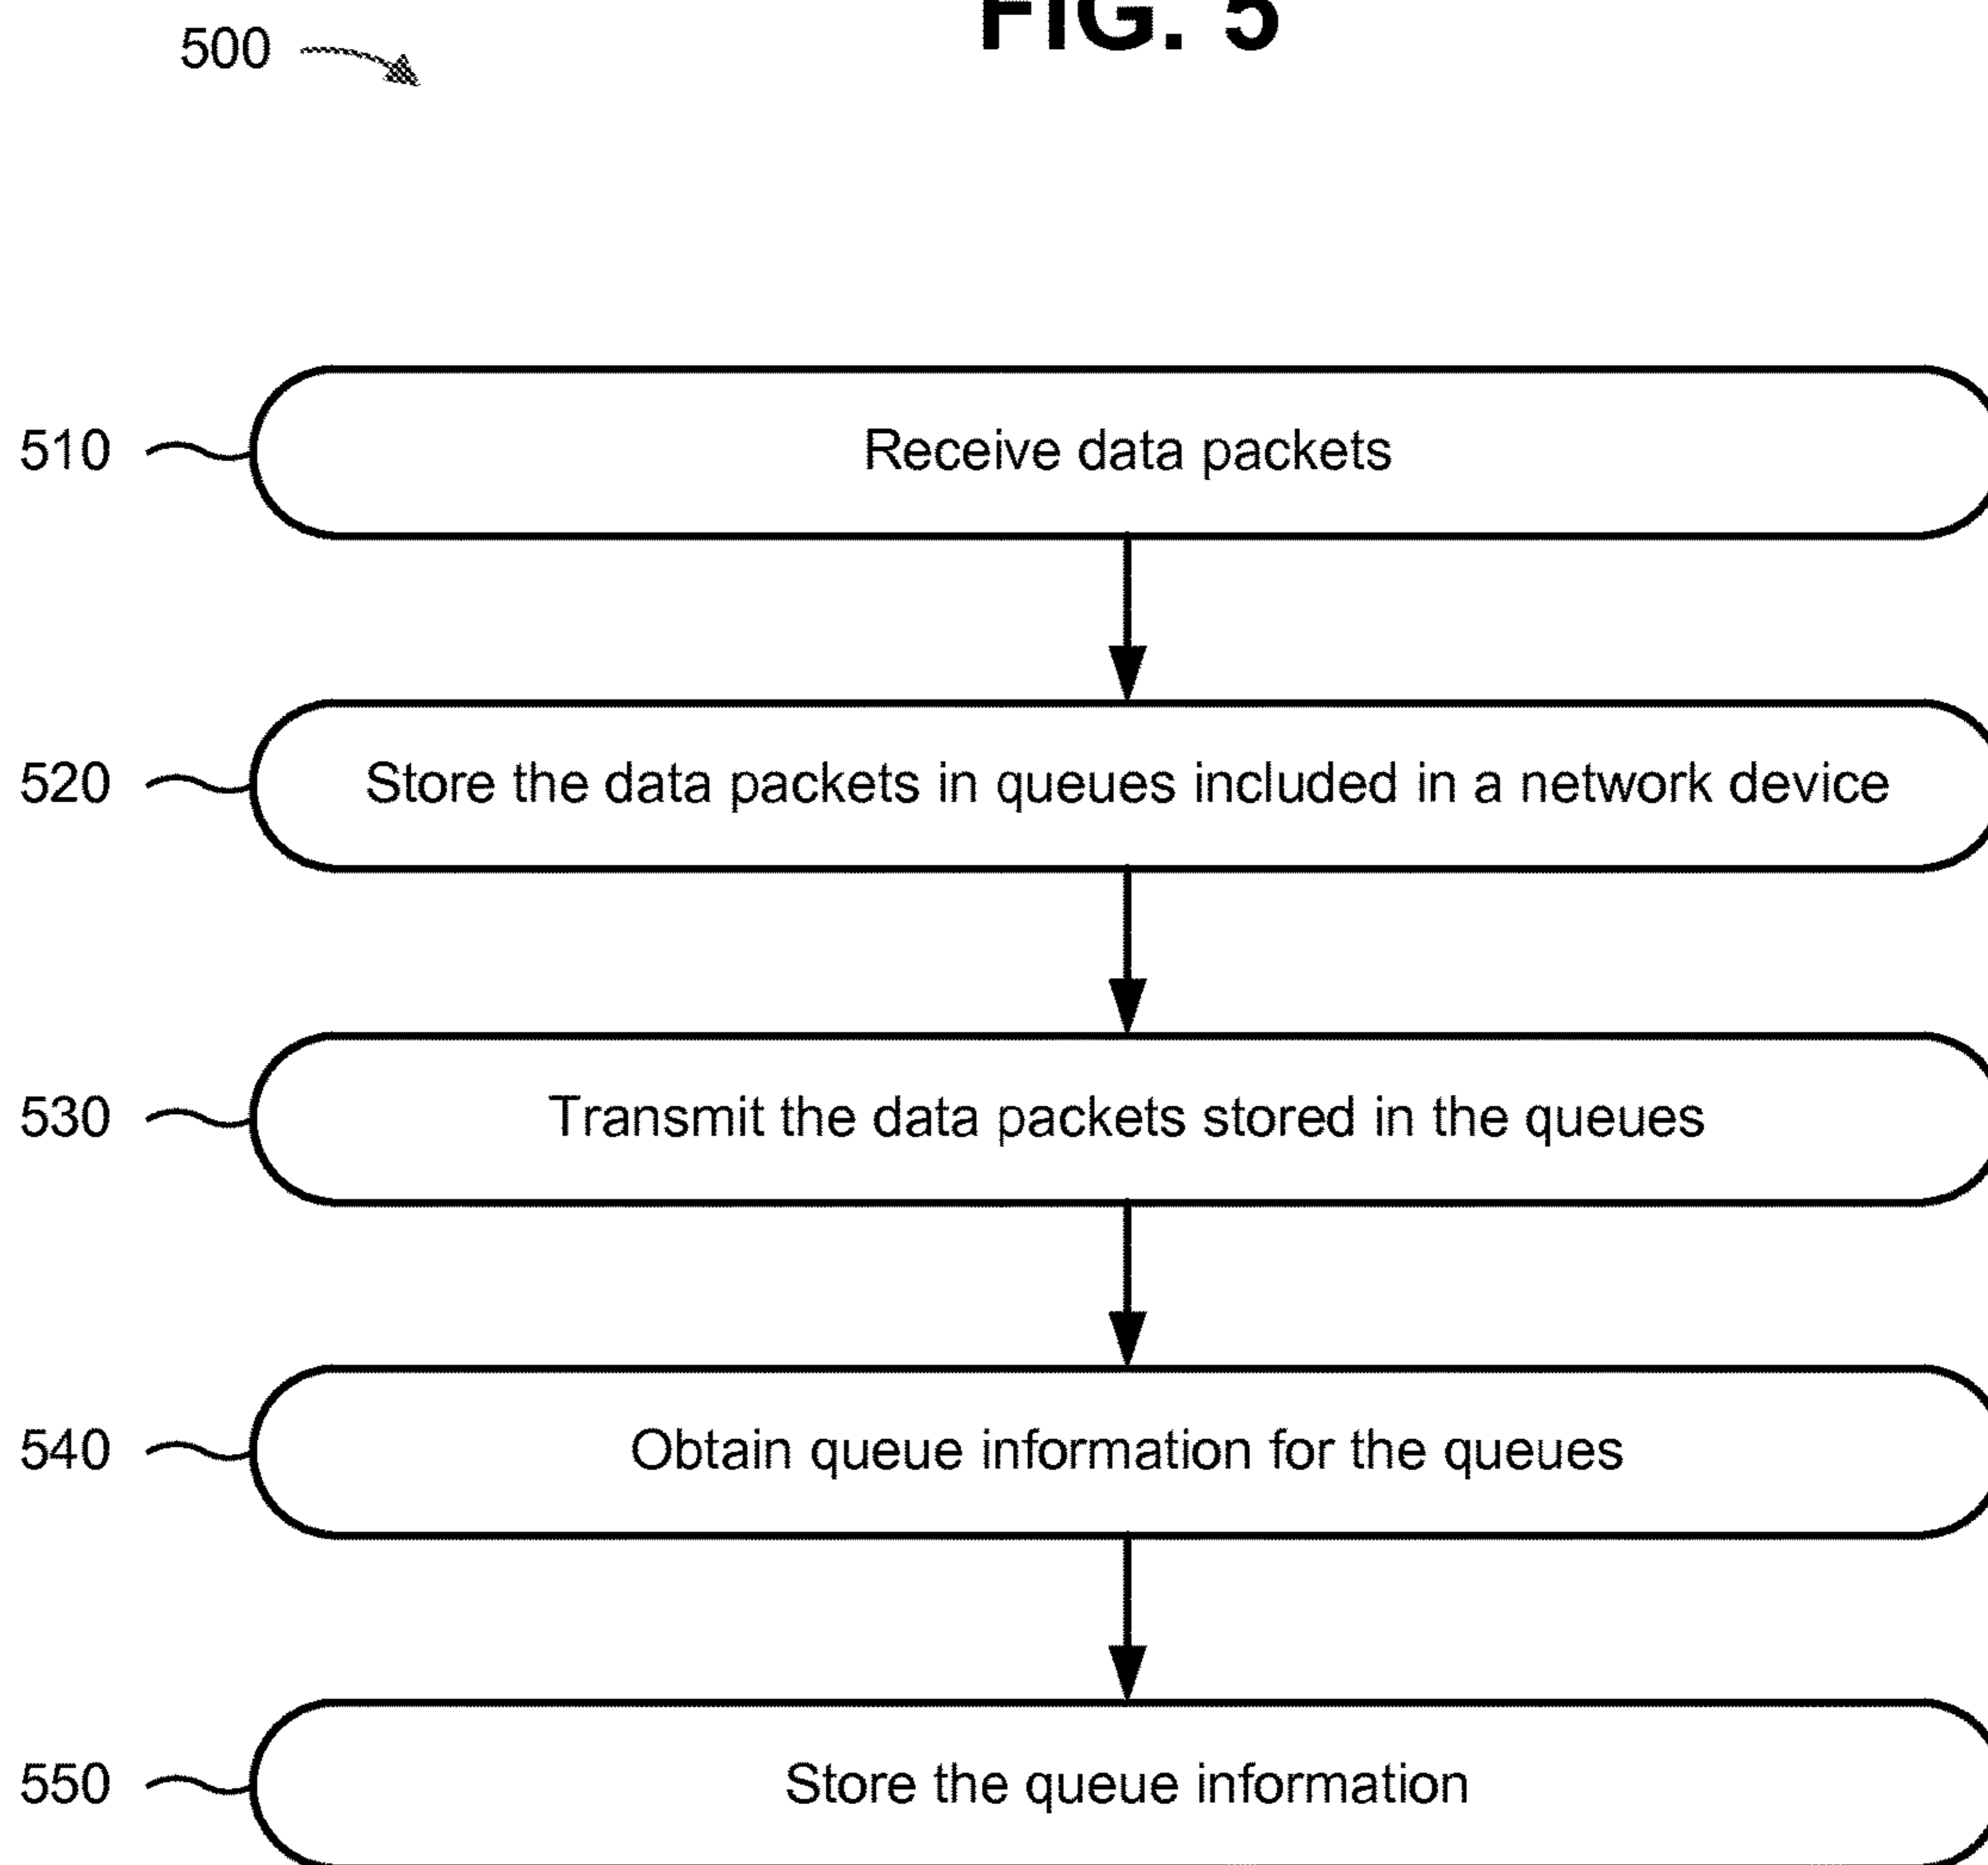 FIG. 5
500
510 Receive data packets
520 Store the data packets in queues included in a network device
530 Transmit the data packets stored in the queues
540 Obtain queue information for the queues
550 Store the queue information